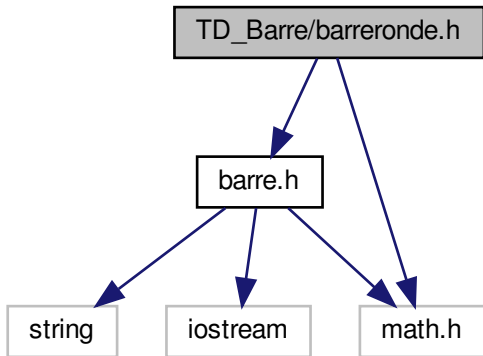 TD_Barre/barreronde.h
barre.h
string
iostream
math.h